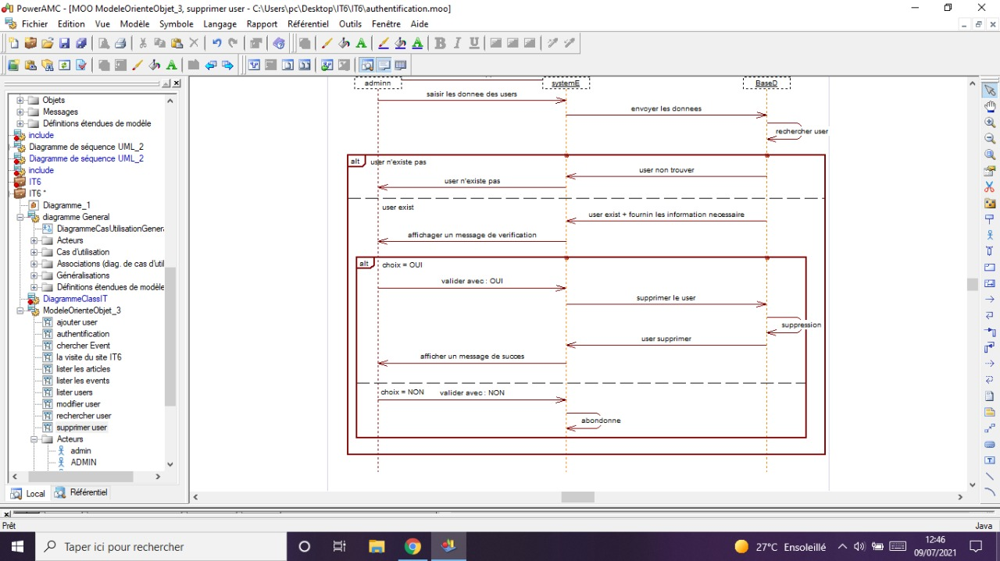 PowerAMC - [MOO ModeleOrienteObjet_3, supprimer user - C:\Users\pc\Desktop\IT6\IT6\authentification.moo]
Fichier Edition Vue Modèle Symbole Langage Rapport Référentiel Outils Fenêtre Aide
Objets
Messages
Définitions étendues de modèle
include
Diagramme de séquence UML_2
Diagramme de séquence UML_2
include
IT6
IT6 *
Diagramme_1
diagramme General
DiagrammeCasUtilisationGenera
Acteurs
Cas d'utilisation
Associations (diag. de cas d'util
Généralisations
Définitions étendues de modèle
DiagrammeClassIT
ModeleOrienteObjet_3
ajouter user
authentification
chercher Event
la visite du site IT6
lister les articles
lister les events
lister users
modifier user
rechercher user
supprimer user
Acteurs
admin
ADMIN
Local Référentiel
adminn systemE BaseD
saisir les donnee des users
envoyer les donnees
rechercher user
alt user n'existe pas
user non trouver
user n'existe pas
user exist
user exist + fournin les information necessaire
affichager un message de verification
alt choix = OUI
valider avec : OUI
supprimer le user
suppression
user supprimer
afficher un message de succes
choix = NON valider avec : NON
abondonne
Prêt Java
Taper ici pour rechercher
27°C Ensoleillé
12:46
09/07/2021